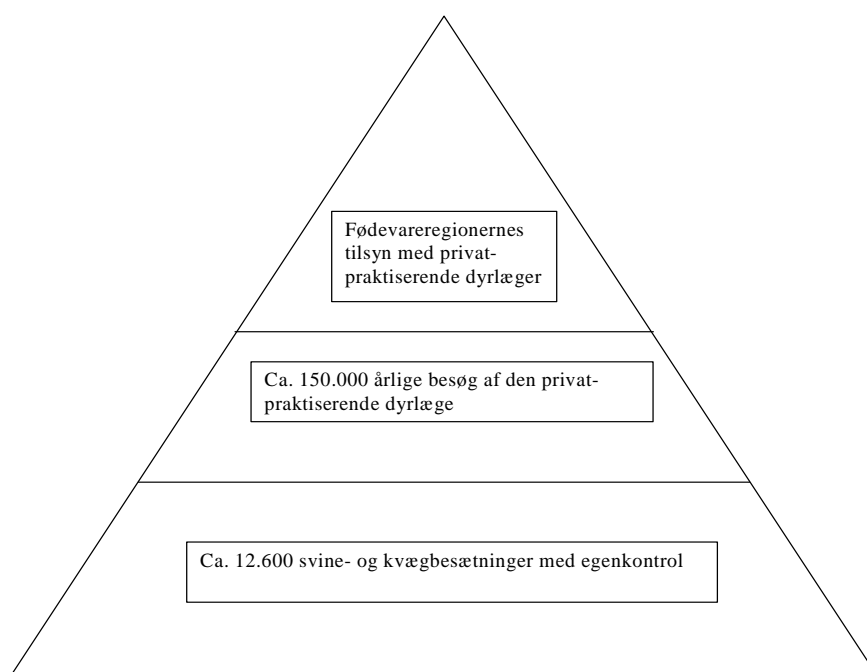 Fødevareregionernes
tilsyn med privat-
praktiserende dyrlæger
Ca. 150.000 årlige besøg af den privat-
praktiserende dyrlæge
Ca. 12.600 svine- og kvægbesætninger med egenkontrol